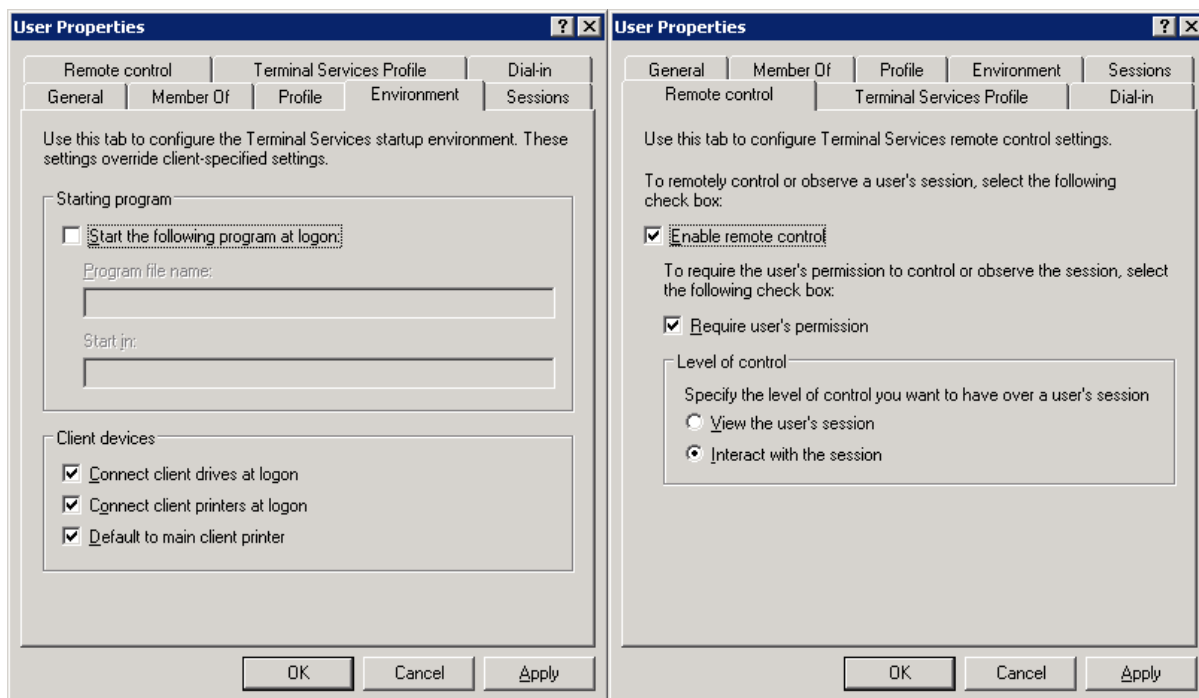 User Properties
Remote control Terminal Services Profile Dial-in
General Member Of Profile Environment Sessions
Use this tab to configure the Terminal Services startup environment. These
settings override client-specified settings.
Starting program
Start the following program at logon:
Program file name:
Start in:
Client devices
Connect client drives at logon
Connect client printers at logon
Default to main client printer
OK Cancel Apply
User Properties
General Member Of Profile Environment Sessions
Remote control Terminal Services Profile Dial-in
Use this tab to configure Terminal Services remote control settings.
To remotely control or observe a user's session, select the following
check box:
Enable remote control
To require the user's permission to control or observe the session, select
the following check box:
Require user's permission
Level of control
Specify the level of control you want to have over a user's session
View the user's session
Interact with the session
OK Cancel Apply